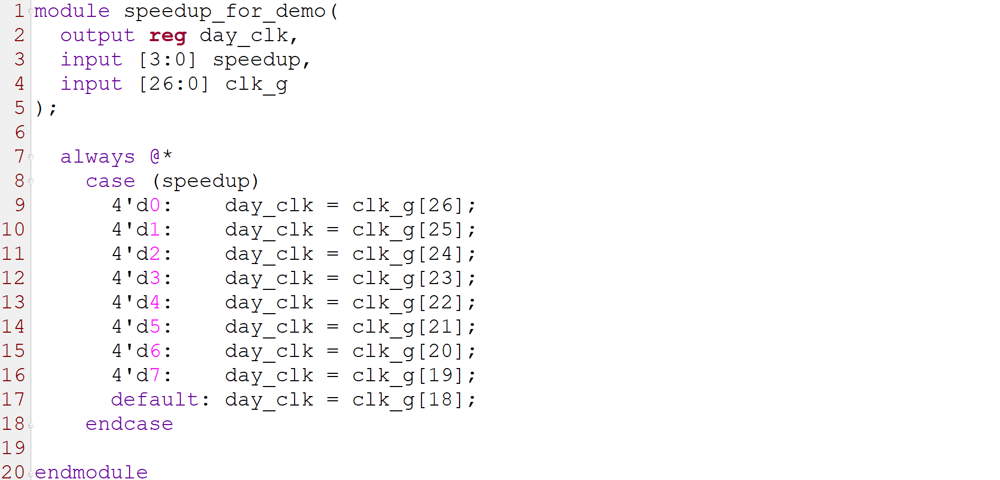 1 module speedup_for_demo(
2   output reg day_clk,
3   input [3:0] speedup,
4   input [26:0] clk_g
5 );
6
7   always @*
8     case (speedup)
9       4'd0:    day_clk = clk_g[26];
10       4'd1:    day_clk = clk_g[25];
11       4'd2:    day_clk = clk_g[24];
12       4'd3:    day_clk = clk_g[23];
13       4'd4:    day_clk = clk_g[22];
14       4'd5:    day_clk = clk_g[21];
15       4'd6:    day_clk = clk_g[20];
16       4'd7:    day_clk = clk_g[19];
17       default: day_clk = clk_g[18];
18     endcase
19
20 endmodule